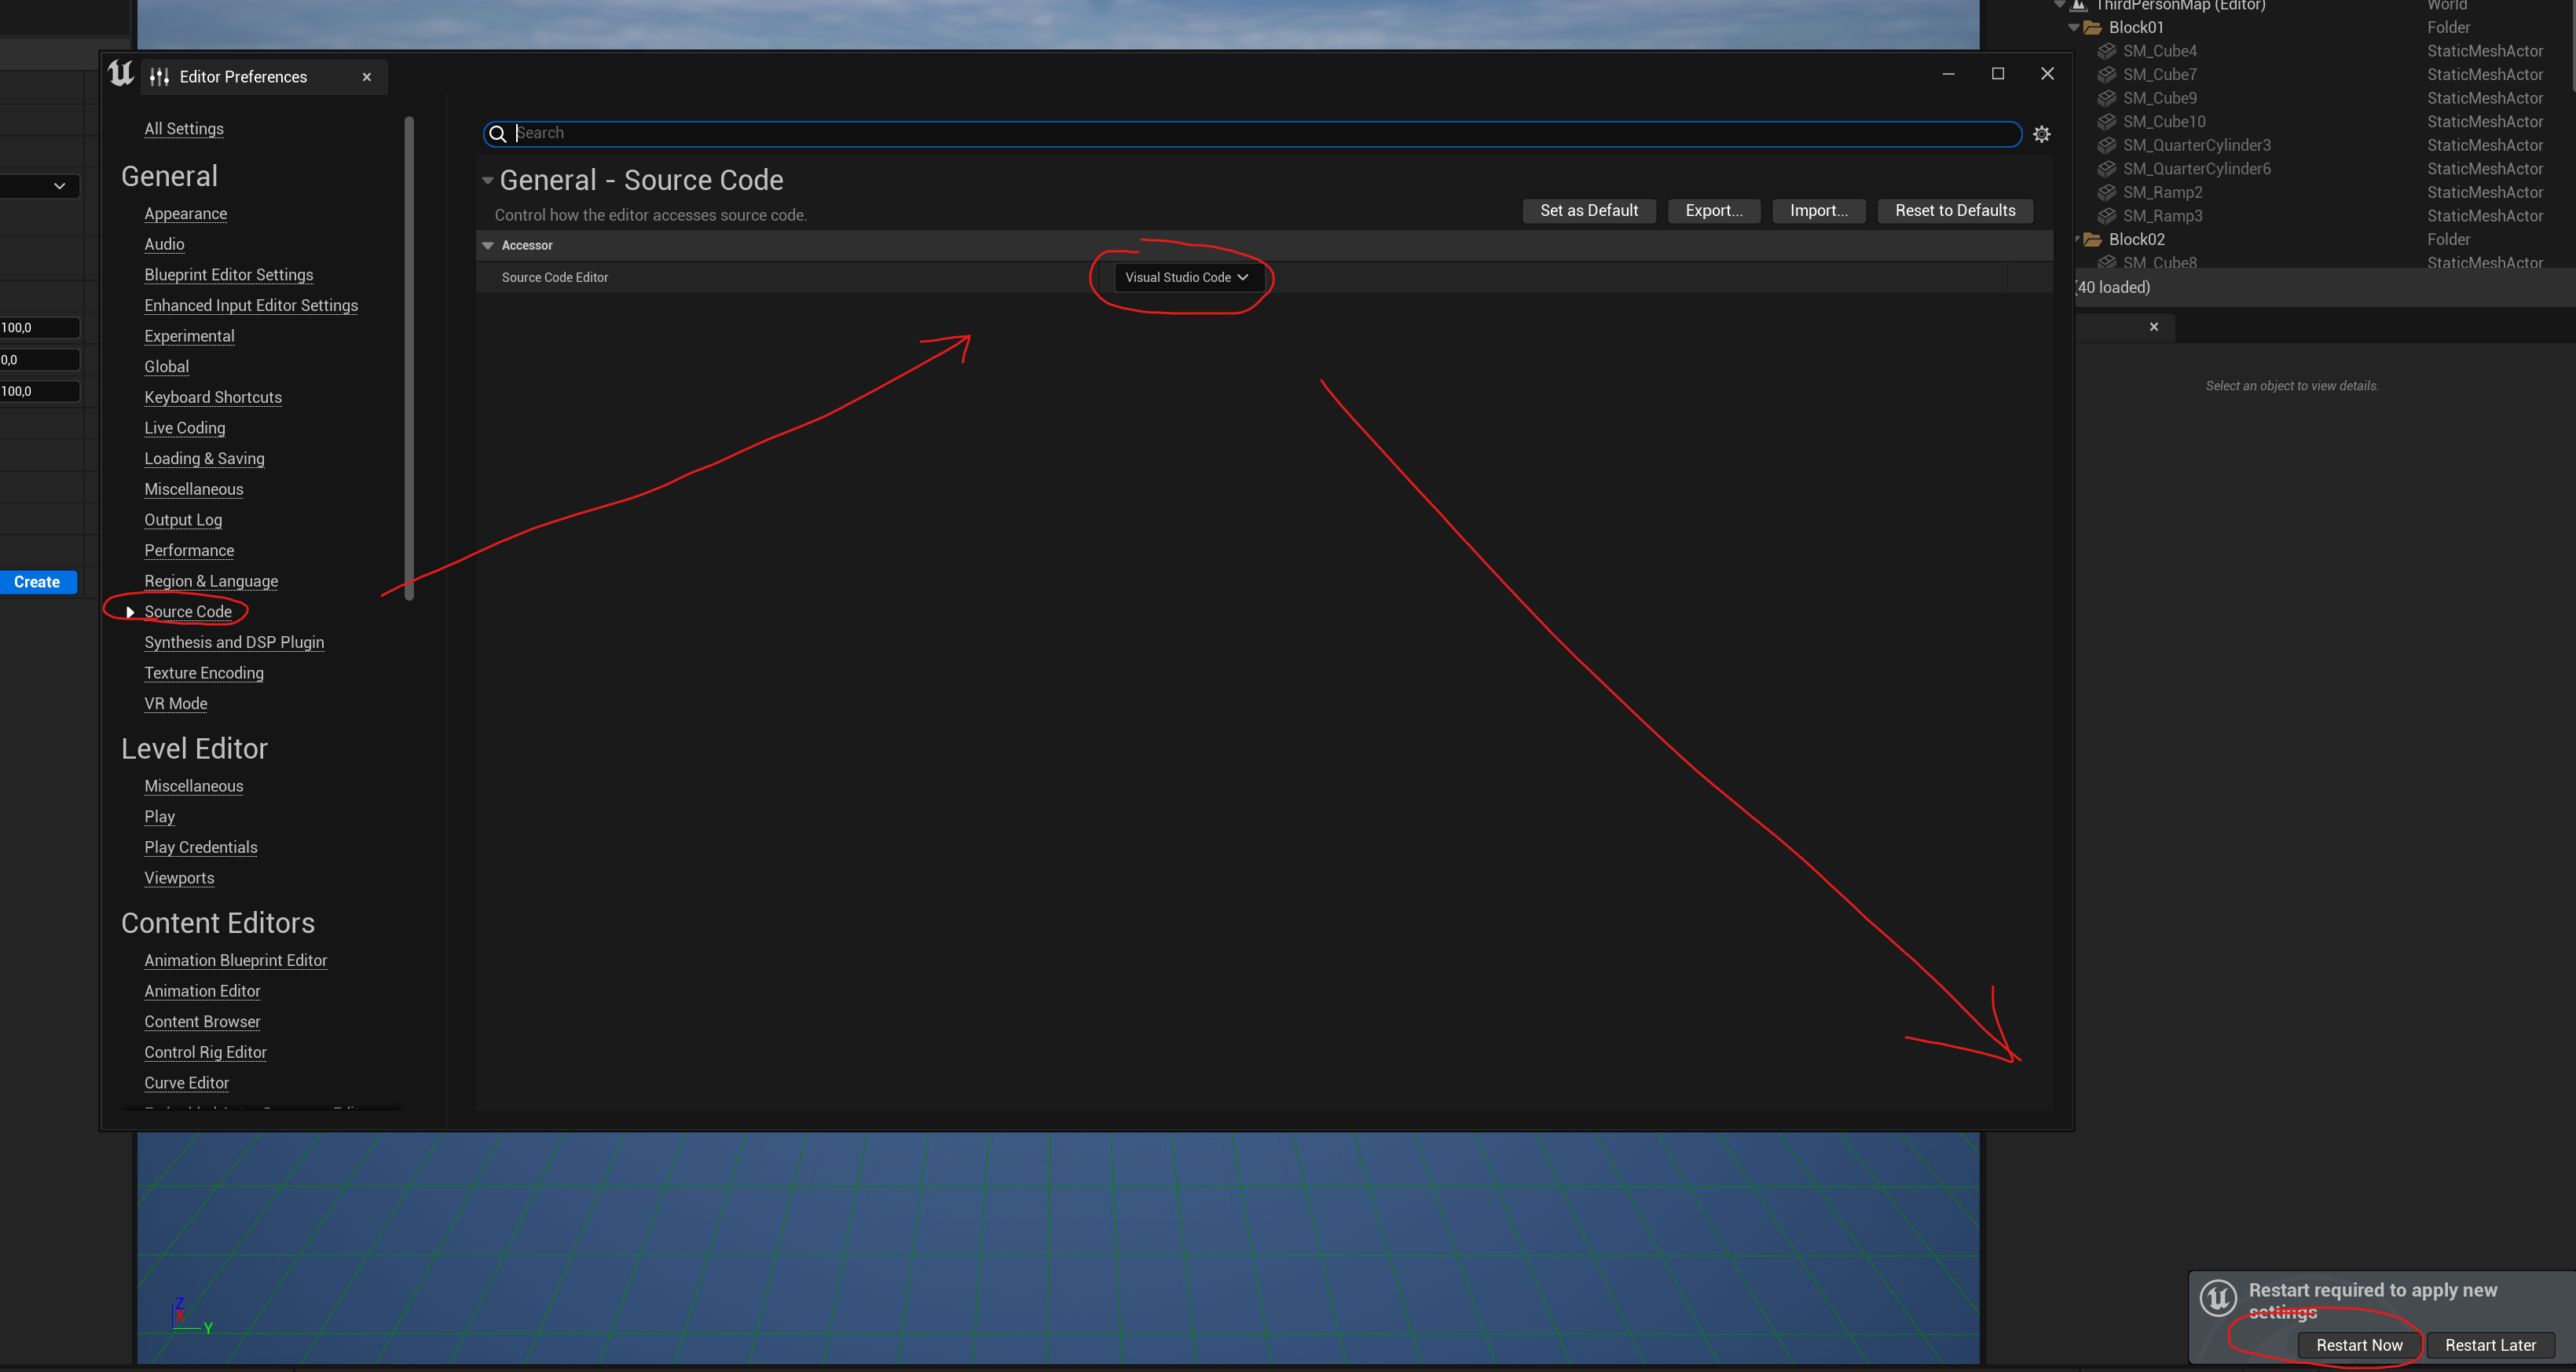 ThirdPersonMap (Editor) World
Block01 Folder
SM_Cube4 StaticMeshActor
SM_Cube7 StaticMeshActor
SM_Cube9 StaticMeshActor
SM_Cube10 StaticMeshActor
SM_QuarterCylinder3 StaticMeshActor
SM_QuarterCylinder6 StaticMeshActor
SM_Ramp2 StaticMeshActor
SM_Ramp3 StaticMeshActor
Block02 Folder
SM_Cube8 StaticMeshActor
(40 loaded)
Select an object to view details.
100,0
0,0
100,0
Create
Editor Preferences
All Settings
General
Appearance
Audio
Blueprint Editor Settings
Enhanced Input Editor Settings
Experimental
Global
Keyboard Shortcuts
Live Coding
Loading & Saving
Miscellaneous
Output Log
Performance
Region & Language
Source Code
Synthesis and DSP Plugin
Texture Encoding
VR Mode
Level Editor
Miscellaneous
Play
Play Credentials
Viewports
Content Editors
Animation Blueprint Editor
Animation Editor
Content Browser
Control Rig Editor
Curve Editor
Search
General - Source Code
Control how the editor accesses source code.
Set as Default Export... Import... Reset to Defaults
Accessor
Source Code Editor Visual Studio Code
Z
X
Y
Restart required to apply new
settings
Restart Now Restart Later